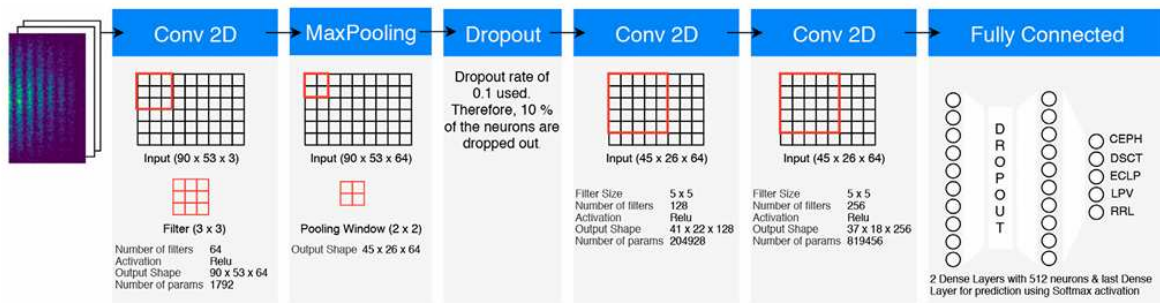 Conv 2D
MaxPooling
Dropout
Conv 2D
Conv 2D
Fully Connected
Input (90 x 53 x 3)
Filter (3 x 3)
Number of filters 64
Activation Relu
Output Shape 90 x 53 x 64
Number of params 1792
Input (90 x 53 x 64)
Pooling Window (2 x 2)
Output Shape 45 x 26 x 64
Dropout rate of
0.1 used.
Therefore, 10 %
of the neurons are
dropped out
Input (45 x 26 x 64)
Filter Size 5 x 5
Number of filters 128
Activation Relu
Output Shape 41 x 22 x 128
Number of params 204928
Input (45 x 26 x 64)
Filter Size 5 x 5
Number of filters 256
Activation Relu
Output Shape 37 x 18 x 256
Number of params 819456
DROPOUT
CEPH
DSCT
ECLP
LPV
RRL
2 Dense Layers with 512 neurons & last Dense
Layer for prediction using Softmax activation